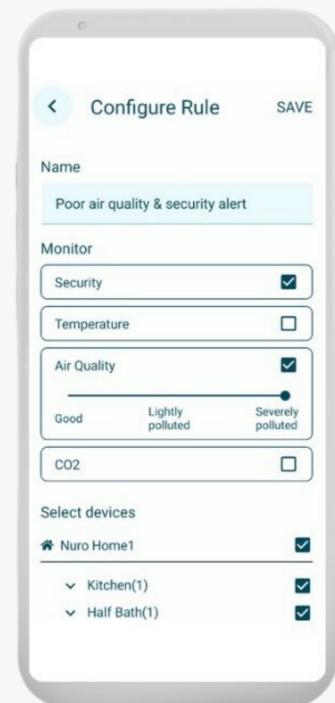 Configure Rule
SAVE
Name
Poor air quality & security alert
Monitor
Security
Temperature
Air Quality
Good
Lightly
polluted
Severely
polluted
CO2
Select devices
Nuro Home1
Kitchen(1)
Half Bath(1)